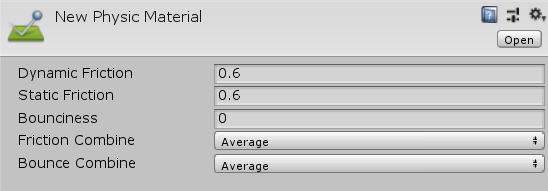 New Physic Material
Open
Dynamic Friction 0.6
Static Friction 0.6
Bounciness 0
Friction Combine Average
Bounce Combine Average